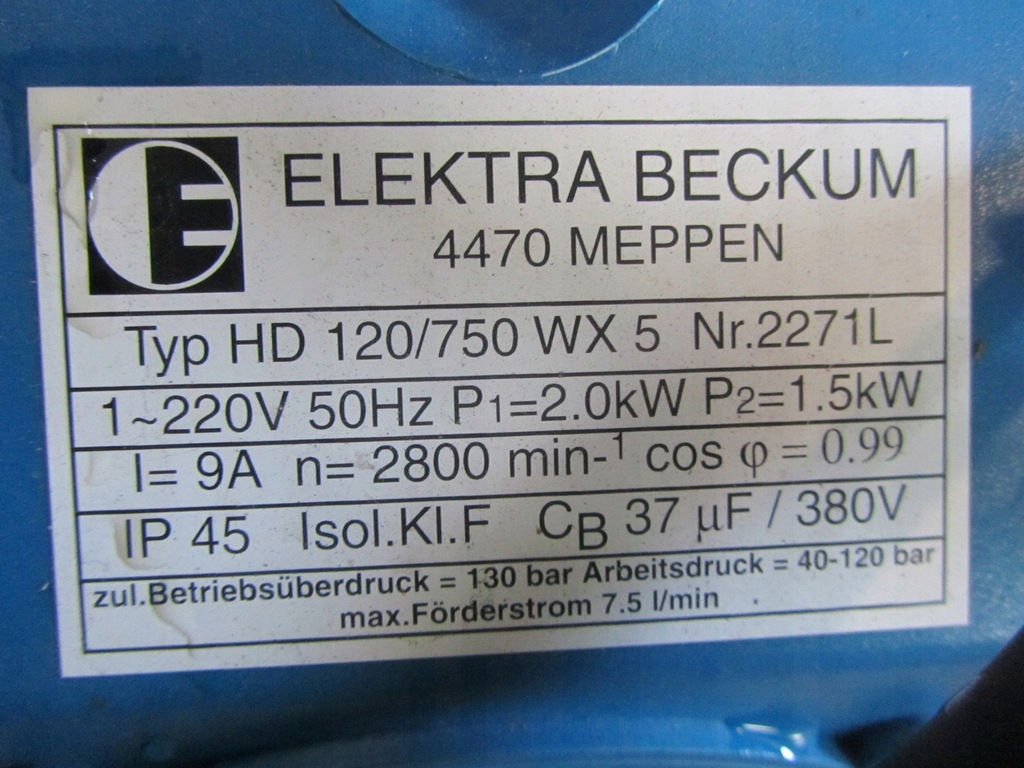 E
ELEKTRA BECKUM
4470 MEPPEN
Typ HD 120/750 WX 5 Nr.2271L
1~220V 50Hz P1=2.0kW P2=1.5kW
I= 9A n= 2800 min-¹ cos φ = 0.99
IP 45 Isol.Kl.F CB 37 µF / 380V
zul.Betriebsüberdruck = 130 bar Arbeitsdruck = 40-120 bar
max.Förderstrom 7.5 l/min